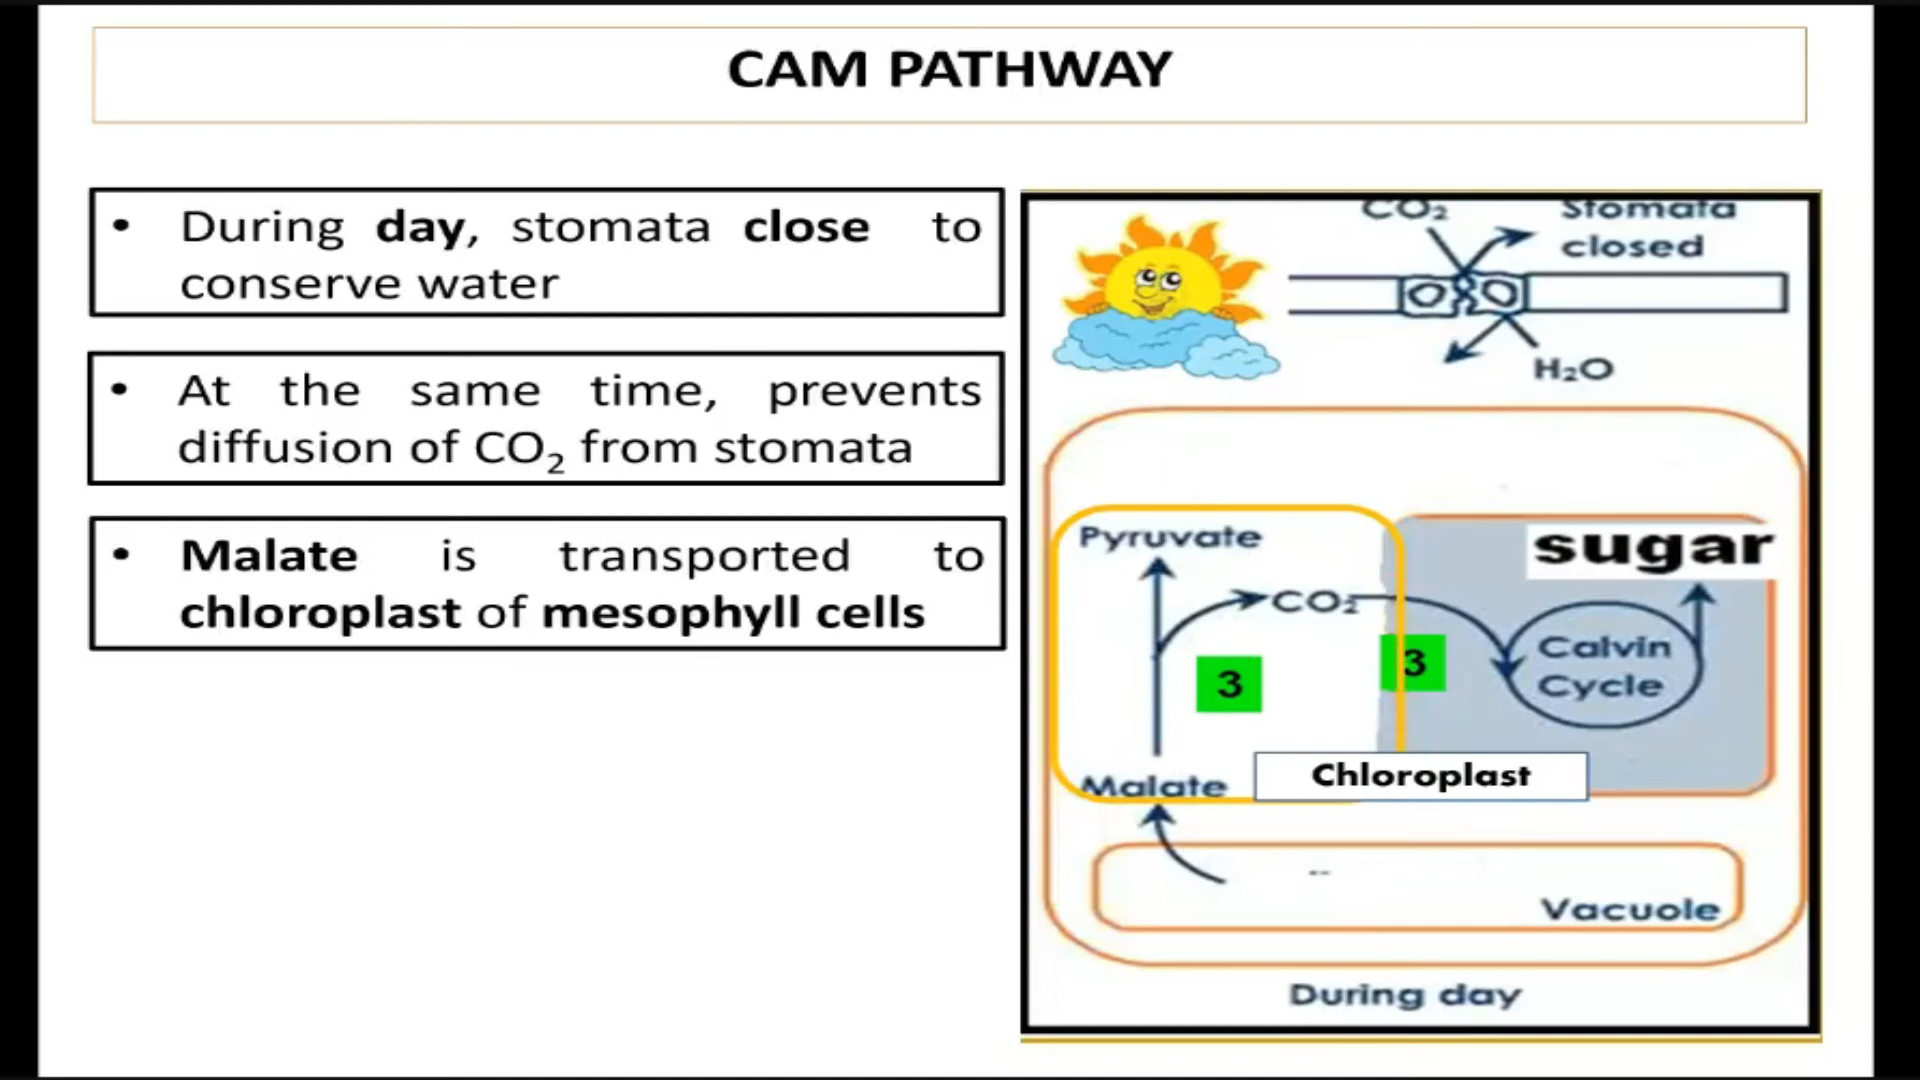 CAM PATHWAY
• During day, stomata close to
conserve water
• At the same time, prevents
diffusion of CO₂ from stomata
• Malate is transported to
chloroplast of mesophyll cells
CO₂ Stomata
closed
H₂O
Pyruvate
sugar
CO₂
3
3
Calvin
Cycle
Malate
Chloroplast
Vacuole
During day